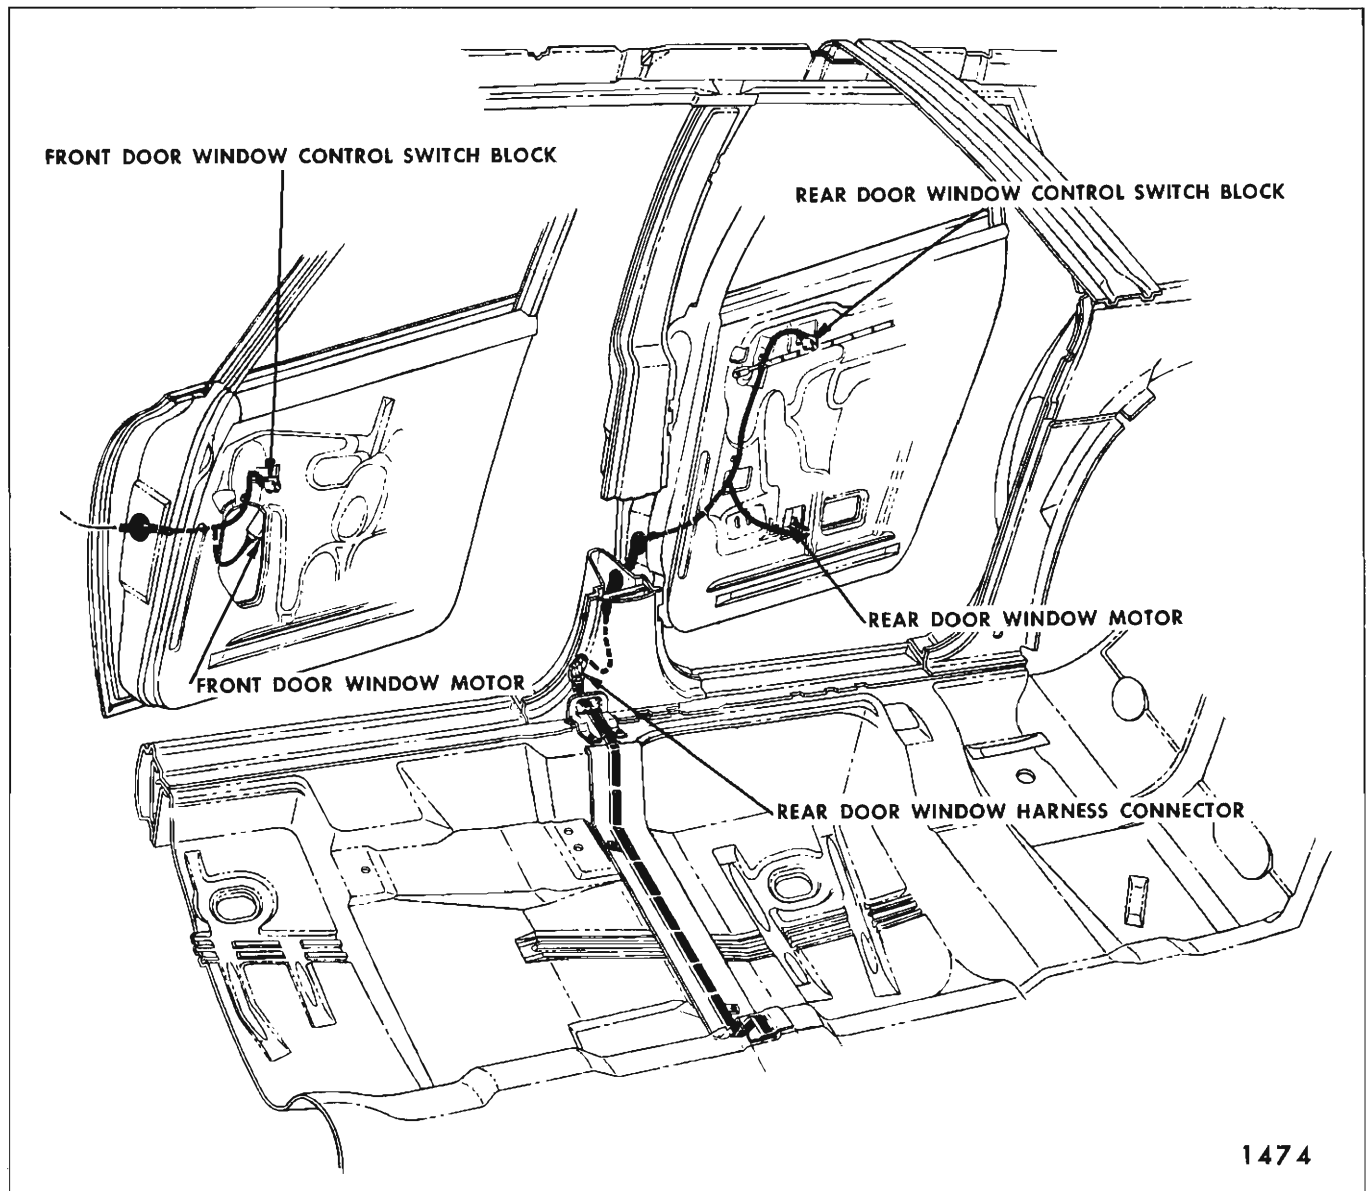 FRONT DOOR WINDOW CONTROL SWITCH BLOCK
REAR DOOR WINDOW CONTROL SWITCH BLOCK
REAR DOOR WINDOW MOTOR
FRONT DOOR WINDOW MOTOR
REAR DOOR WINDOW HARNESS CONNECTOR
1474